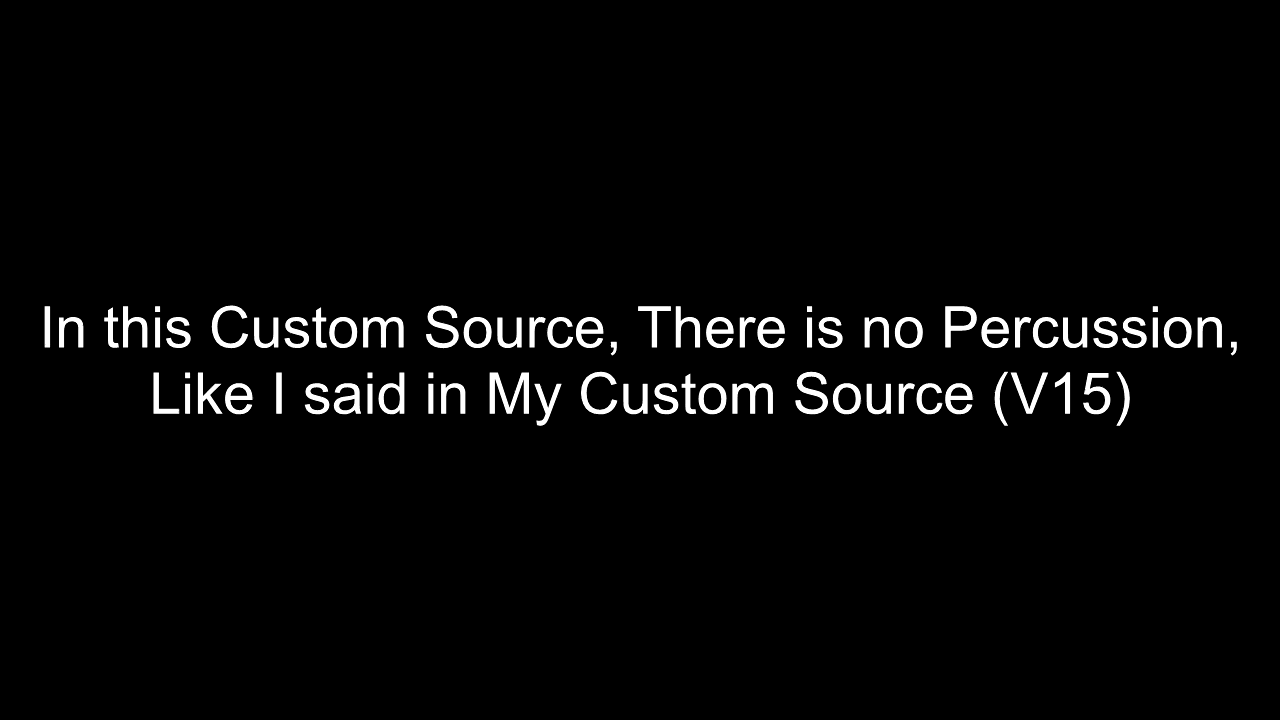 In this Custom Source, There is no Percussion,
Like I said in My Custom Source (V15)